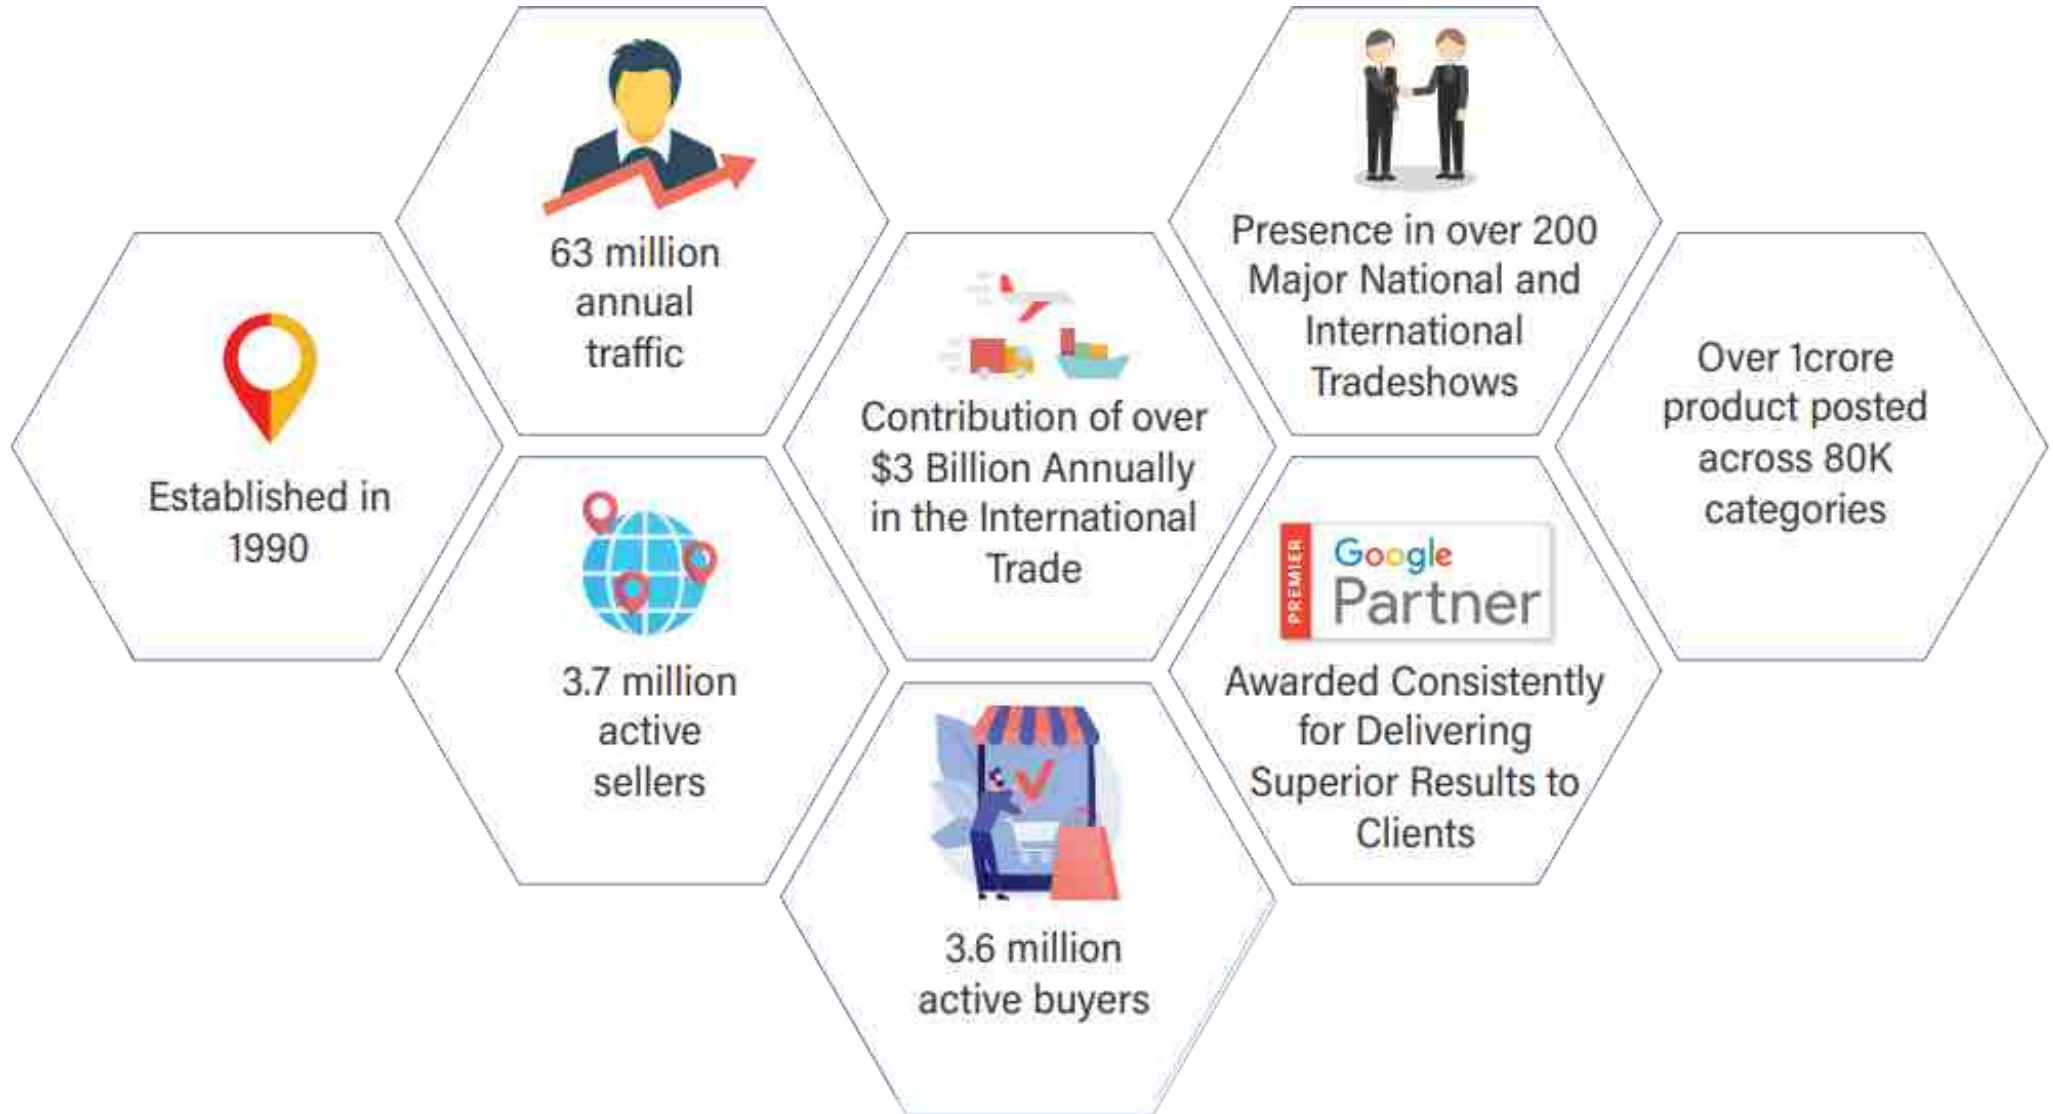 Established in
1990
63 million
annual
traffic
3.7 million
active
sellers
Contribution of over
$3 Billion Annually
in the International
Trade
3.6 million
active buyers
Presence in over 200
Major National and
International
Tradeshows
PREMIER
Google
Partner
Awarded Consistently
for Delivering
Superior Results to
Clients
Over 1crore
product posted
across 80K
categories